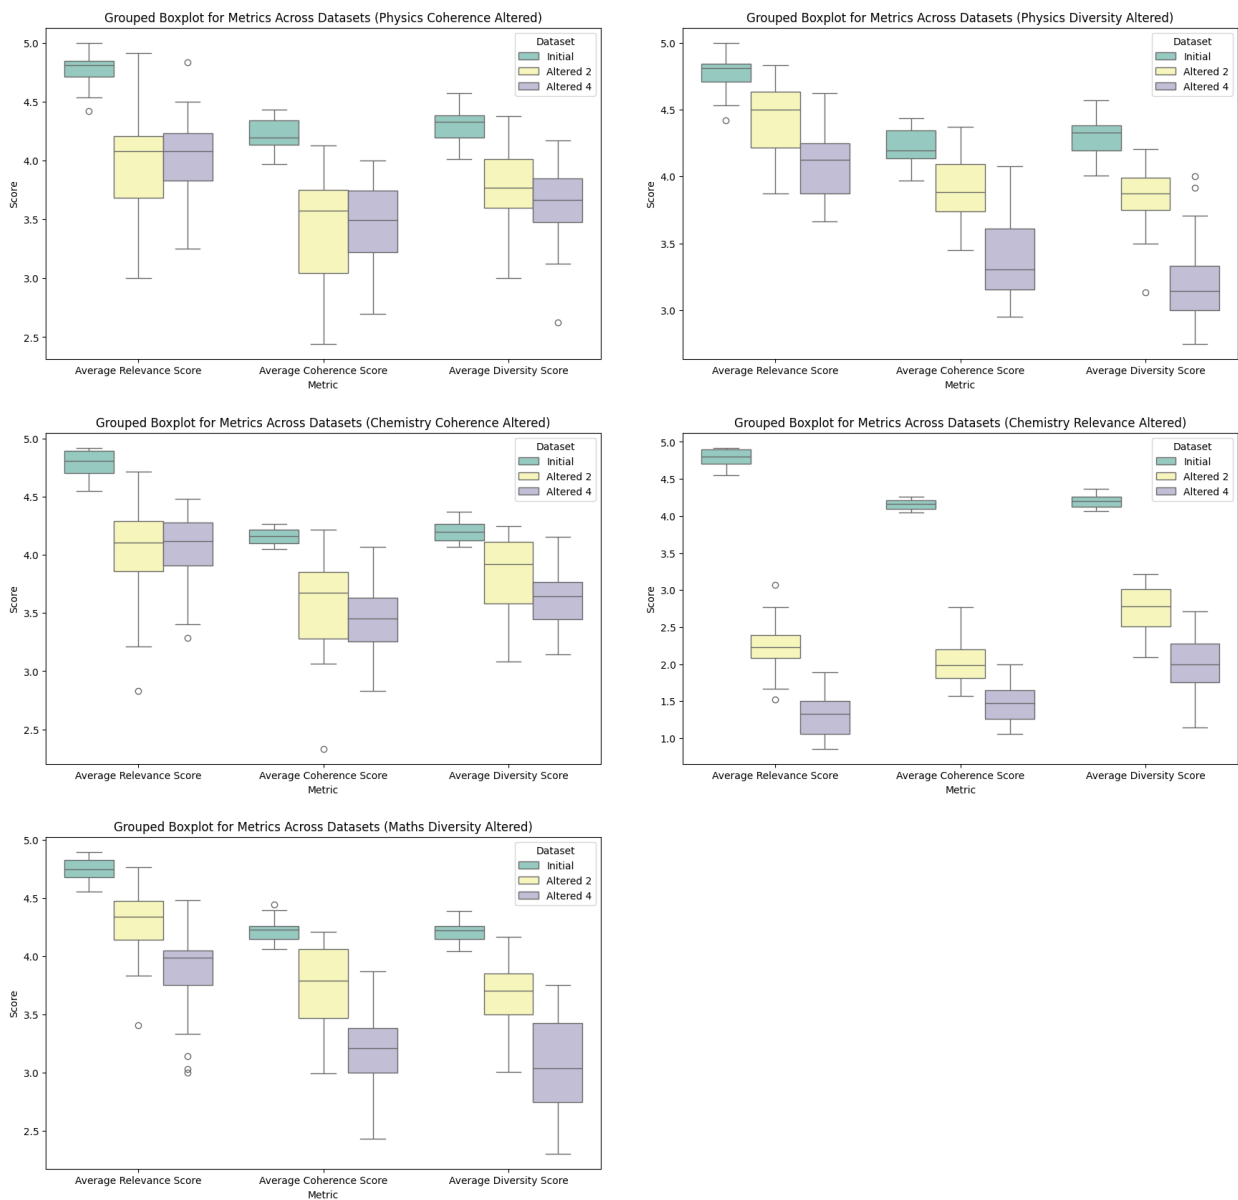 Grouped Boxplot for Metrics Across Datasets (Physics Coherence Altered)
Dataset
Initial
Altered 2
Altered 4
5.0
4.5
4.0
3.5
3.0
2.5
Score
Average Relevance Score
Average Coherence Score
Average Diversity Score
Metric
Grouped Boxplot for Metrics Across Datasets (Physics Diversity Altered)
Dataset
Initial
Altered 2
Altered 4
5.0
4.5
4.0
3.5
3.0
Score
Average Relevance Score
Average Coherence Score
Average Diversity Score
Metric
Grouped Boxplot for Metrics Across Datasets (Chemistry Coherence Altered)
Dataset
Initial
Altered 2
Altered 4
5.0
4.5
4.0
3.5
3.0
2.5
Score
Average Relevance Score
Average Coherence Score
Average Diversity Score
Metric
Grouped Boxplot for Metrics Across Datasets (Chemistry Relevance Altered)
Dataset
Initial
Altered 2
Altered 4
5.0
4.5
4.0
3.5
3.0
2.5
2.0
1.5
1.0
Score
Average Relevance Score
Average Coherence Score
Average Diversity Score
Metric
Grouped Boxplot for Metrics Across Datasets (Maths Diversity Altered)
Dataset
Initial
Altered 2
Altered 4
5.0
4.5
4.0
3.5
3.0
2.5
Score
Average Relevance Score
Average Coherence Score
Average Diversity Score
Metric